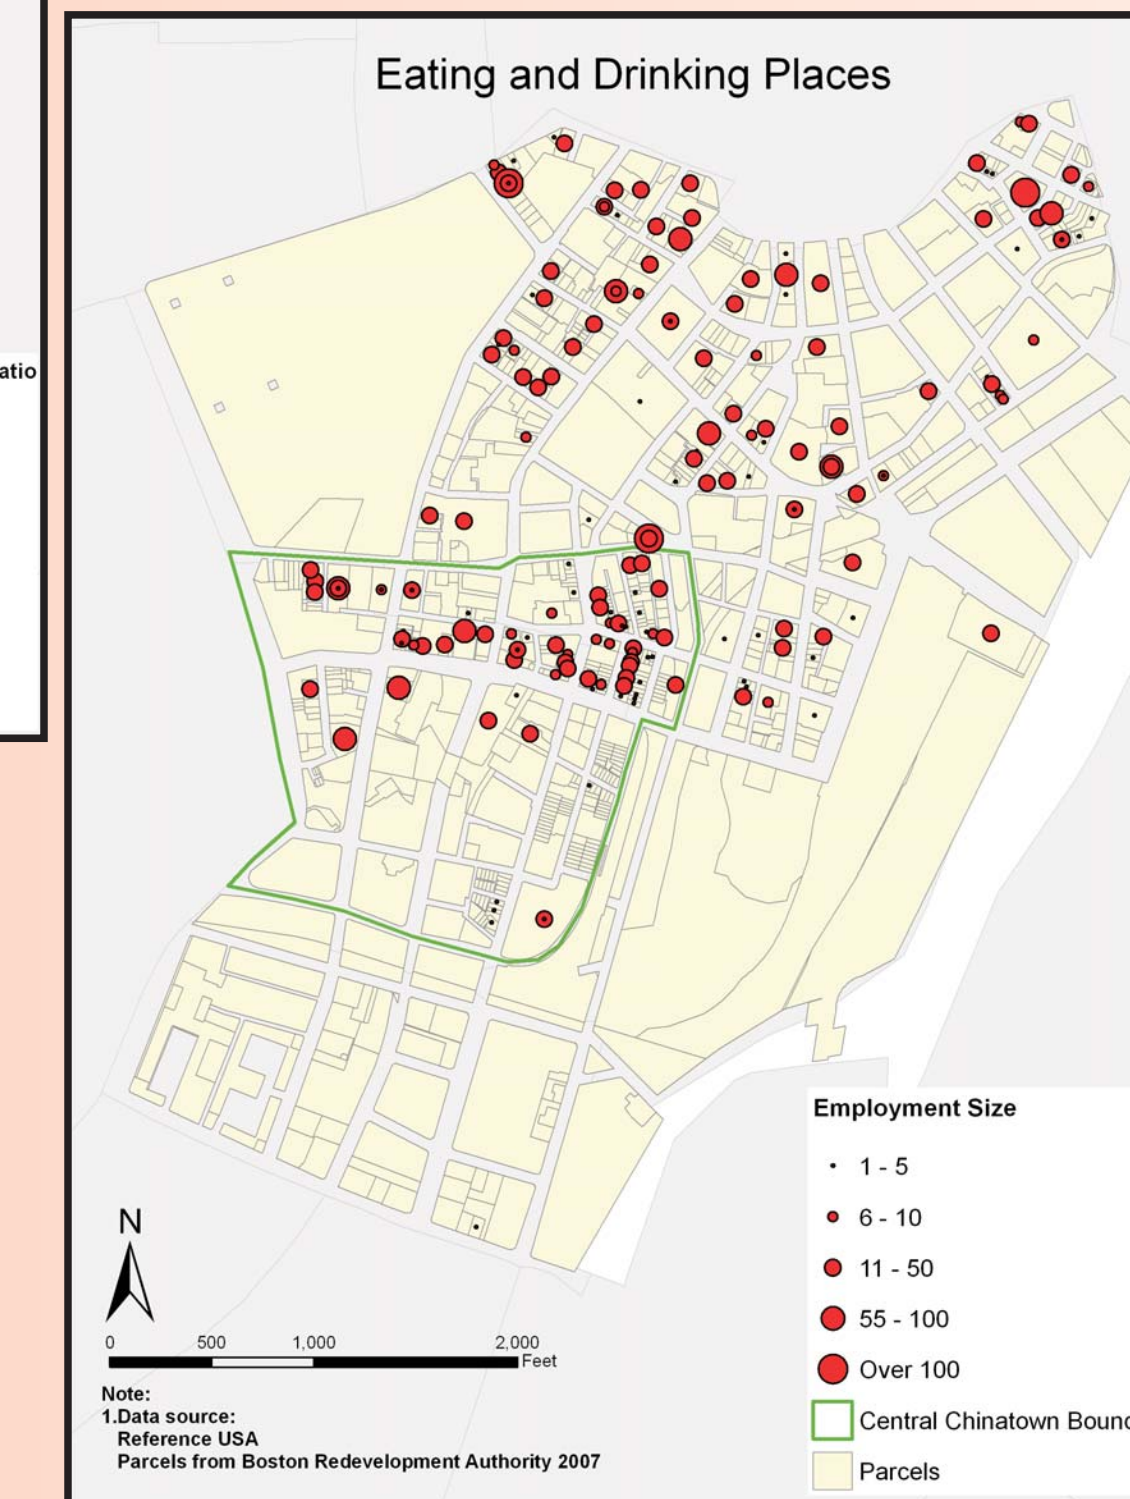 atio
Eating and Drinking Places
Employment Size
1 - 5
6 - 10
11 - 50
55 - 100
Over 100
Central Chinatown Bound
Parcels
N
0 500 1,000 2,000
Feet
Note:
1.Data source:
Reference USA
Parcels from Boston Redevelopment Authority 2007